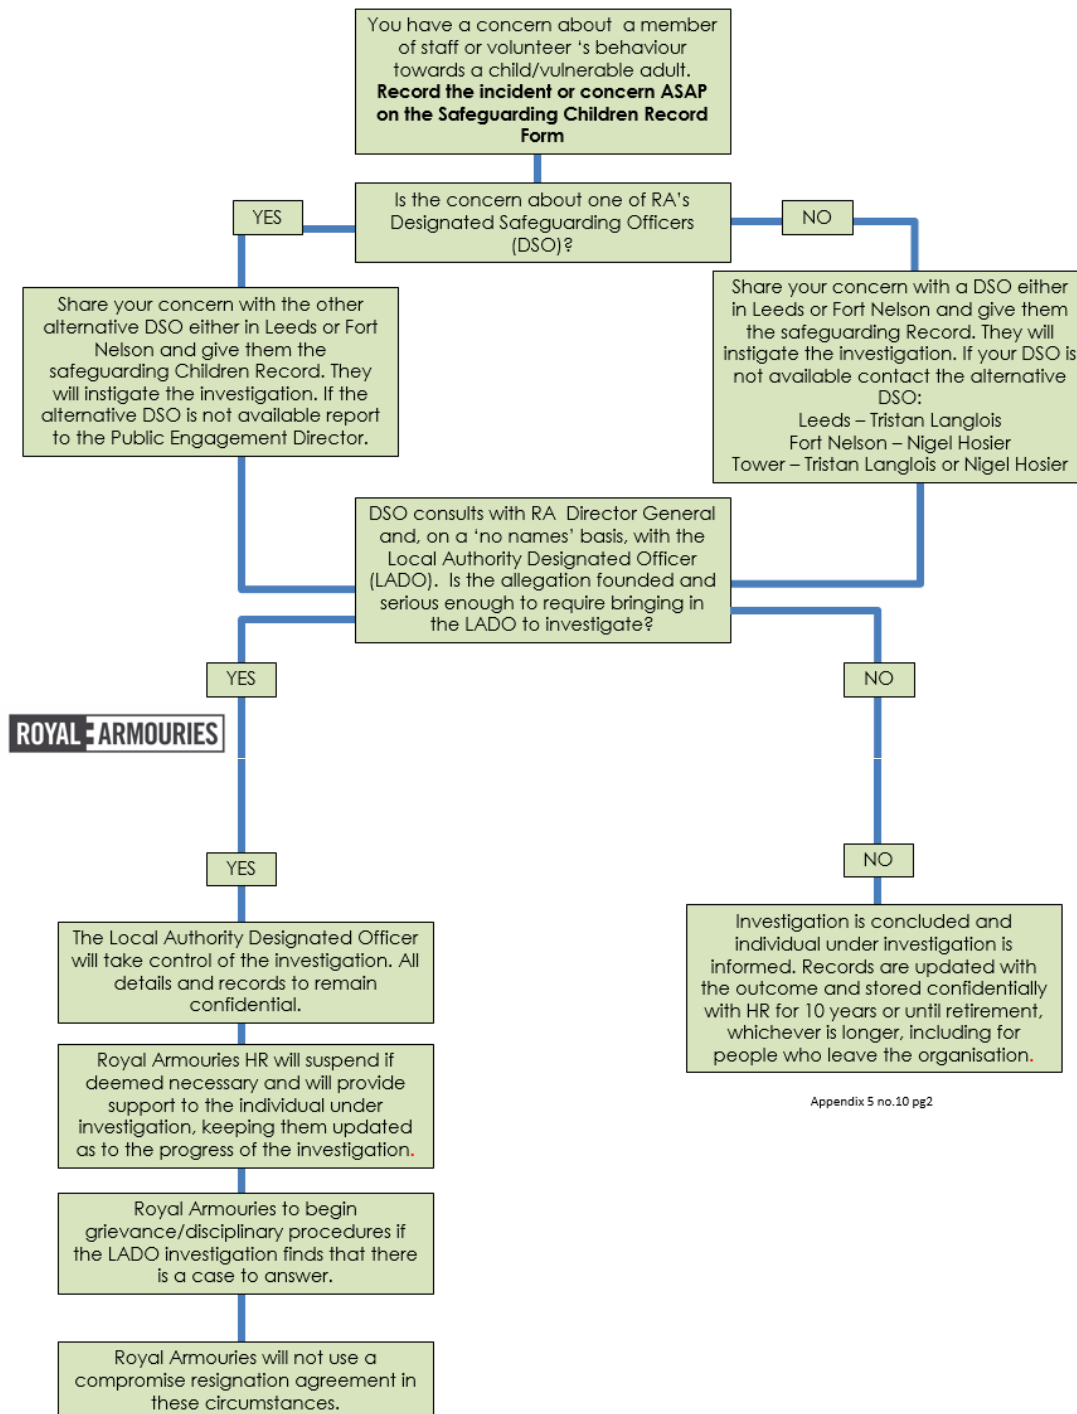 You have a concern about a member
of staff or volunteer ‘s behaviour
towards a child/vulnerable adult.
Record the incident or concern ASAP
on the Safeguarding Children Record
Form
Is the concern about one of RA’s
Designated Safeguarding Officers
(DSO)?
YES
NO
Share your concern with the other
alternative DSO either in Leeds or Fort
Nelson and give them the
safeguarding Children Record. They
will instigate the investigation. If the
alternative DSO is not available report
to the Public Engagement Director.
Share your concern with a DSO either
in Leeds or Fort Nelson and give them
the safeguarding Record. They will
instigate the investigation. If your DSO is
not available contact the alternative
DSO:
Leeds – Tristan Langlois
Fort Nelson – Nigel Hosier
Tower – Tristan Langlois or Nigel Hosier
DSO consults with RA Director General
and, on a ‘no names’ basis, with the
Local Authority Designated Officer
(LADO). Is the allegation founded and
serious enough to require bringing in
the LADO to investigate?
YES
NO
ROYAL ARMOURIES
YES
NO
The Local Authority Designated Officer
will take control of the investigation. All
details and records to remain
confidential.
Royal Armouries HR will suspend if
deemed necessary and will provide
support to the individual under
investigation, keeping them updated
as to the progress of the investigation.
Royal Armouries to begin
grievance/disciplinary procedures if
the LADO investigation finds that there
is a case to answer.
Royal Armouries will not use a
compromise resignation agreement in
these circumstances.
Investigation is concluded and
individual under investigation is
informed. Records are updated with
the outcome and stored confidentially
with HR for 10 years or until retirement,
whichever is longer, including for
people who leave the organisation.
Appendix 5 no.10 pg2